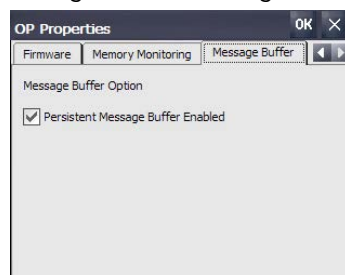 OP Properties OK ×
Firmware Memory Monitoring Message Buffer
Message Buffer Option
Persistent Message Buffer Enabled